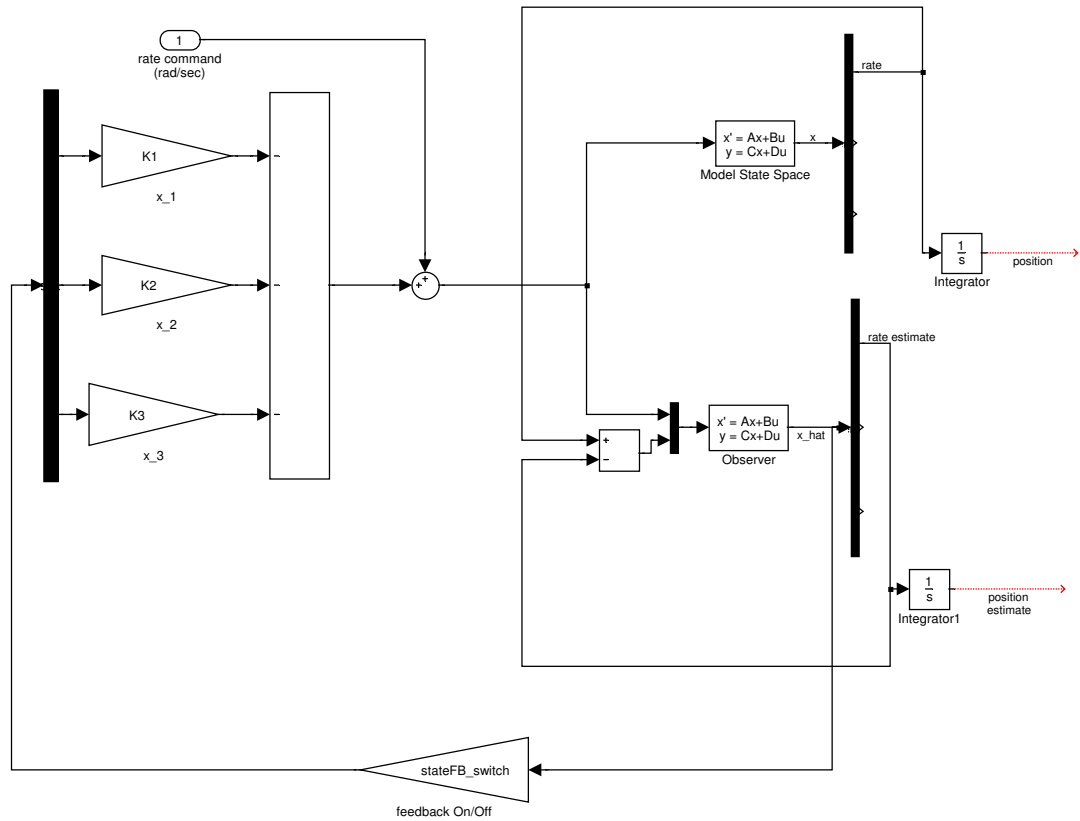 1
rate command
(rad/sec)
rate
K1
x_1
x' = Ax+Bu
y = Cx+Du
x
Model State Space
K2
x_2
+
+
1
s
position
Integrator
rate estimate
K3
x_3
+
−
x' = Ax+Bu
y = Cx+Du
x_hat
Observer
1
s
position
estimate
Integrator1
stateFB_switch
feedback On/Off